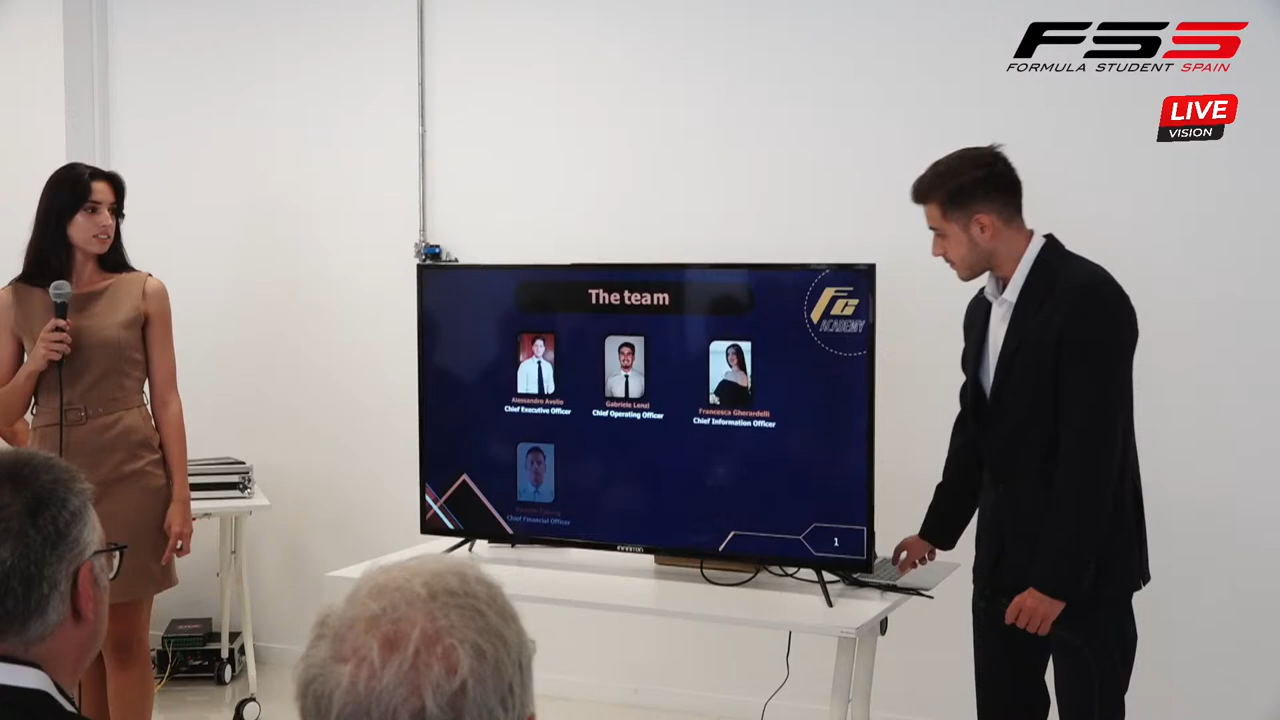 FSS
FORMULA STUDENT SPAIN
LIVE
VISION
The team
FG
ACADEMY
Alessandro Avolio
Chief Executive Officer
Gabriele Lenzi
Chief Operating Officer
Francesca Gherardelli
Chief Information Officer
Chief Financial Officer
1